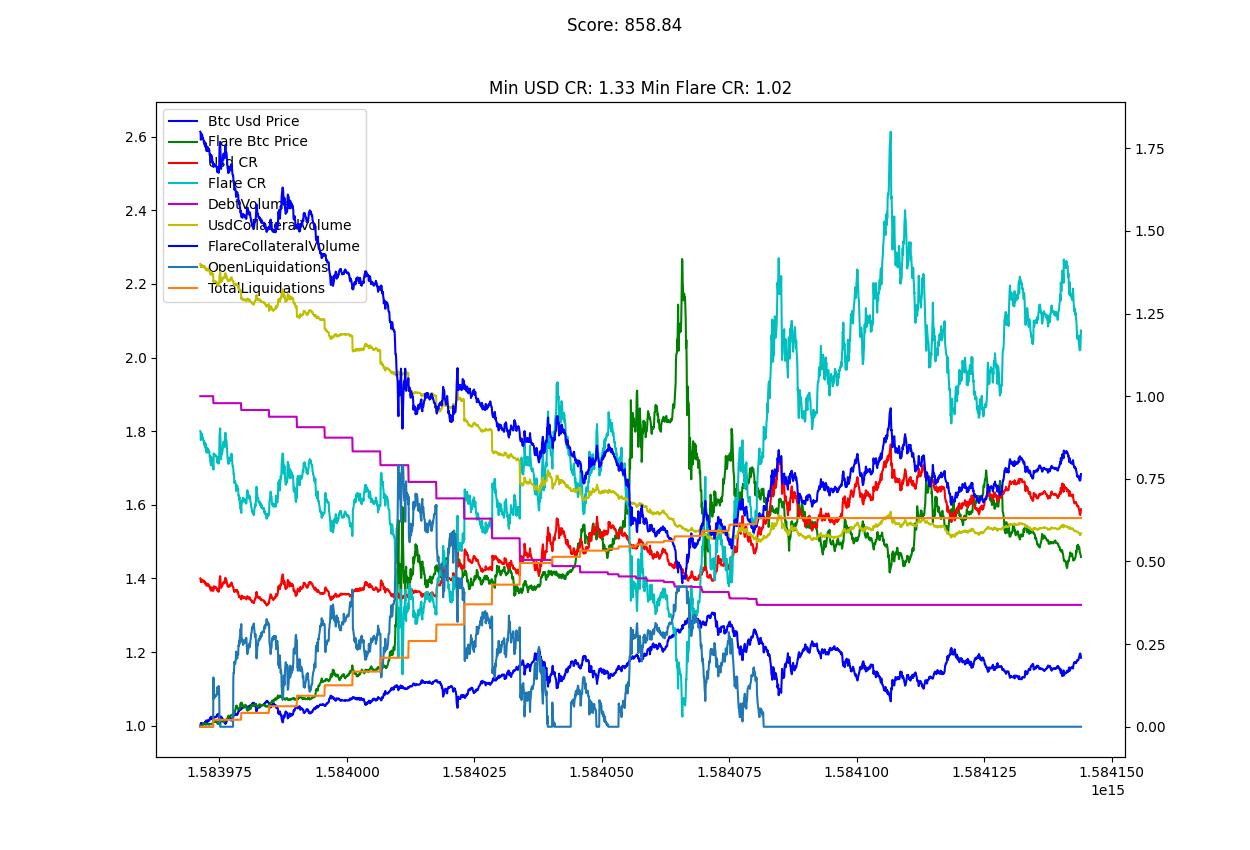 Score: 858.84
Min USD CR: 1.33 Min Flare CR: 1.02
Btc Usd Price
Flare Btc Price
Usd CR
Flare CR
DebtVolume
UsdCollateralVolume
FlareCollateralVolume
OpenLiquidations
TotalLiquidations
2.6
2.4
2.2
2.0
1.8
1.6
1.4
1.2
1.0
1.75
1.50
1.25
1.00
0.75
0.50
0.25
0.00
1.583975 1.584000 1.584025 1.584050 1.584075 1.584100 1.584125 1.584150
1e15